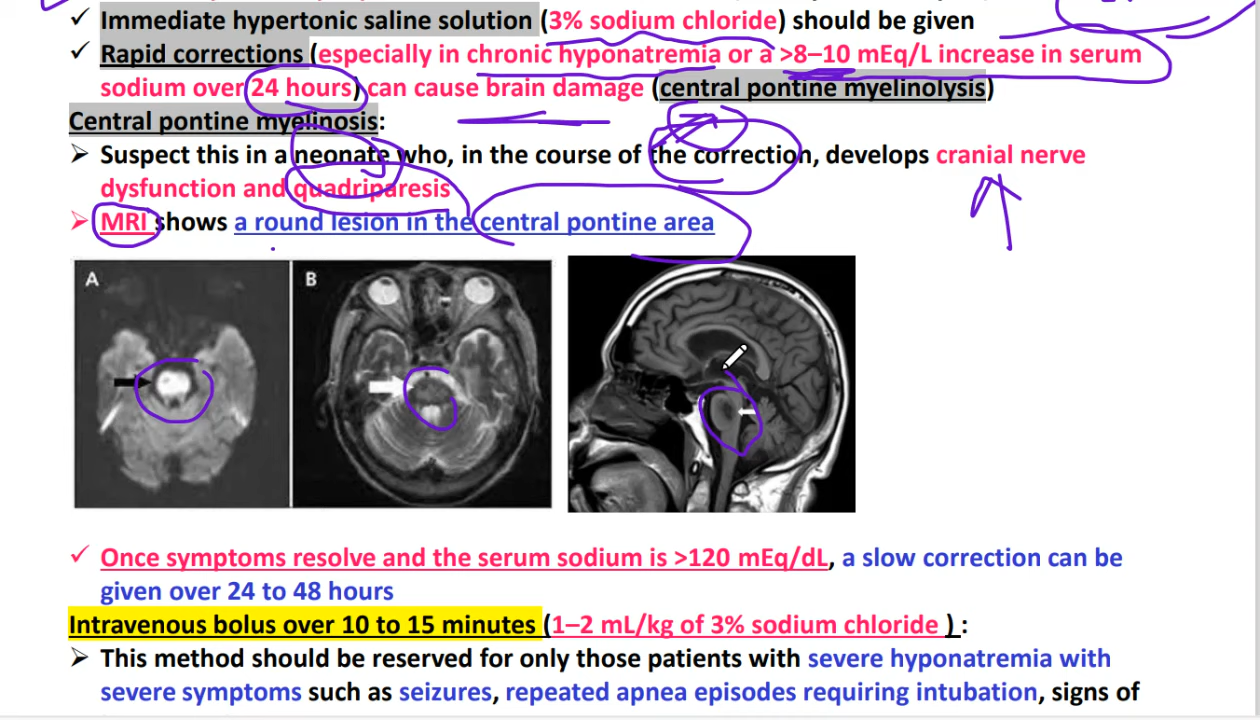 ✓ Immediate hypertonic saline solution (3% sodium chloride) should be given
✓ Rapid corrections (especially in chronic hyponatremia or a >8–10 mEq/L increase in serum
sodium over 24 hours) can cause brain damage (central pontine myelinolysis)
Central pontine myelinosis:
➢ Suspect this in a neonate who, in the course of the correction, develops cranial nerve
dysfunction and quadriparesis
➢ MRI shows a round lesion in the central pontine area
A
B
✓ Once symptoms resolve and the serum sodium is >120 mEq/dL, a slow correction can be
given over 24 to 48 hours
Intravenous bolus over 10 to 15 minutes (1–2 mL/kg of 3% sodium chloride ) :
➢ This method should be reserved for only those patients with severe hyponatremia with
severe symptoms such as seizures, repeated apnea episodes requiring intubation, signs of